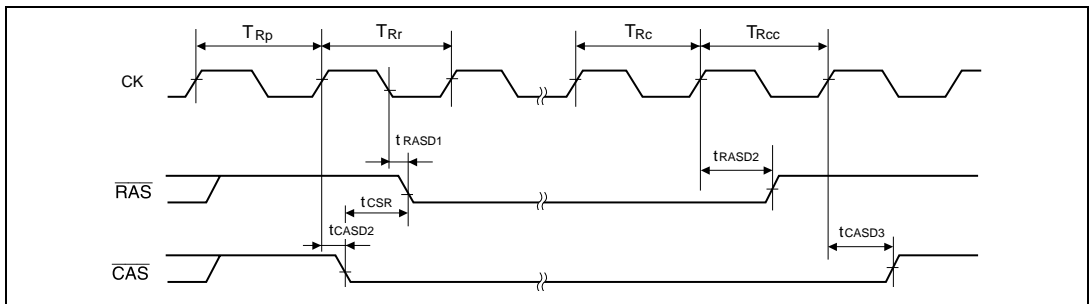 TRp TRr TRc TRcc
CK
tRASD1 tRASD2
RAS
tCSR
tCASD2 tCASD3
CAS